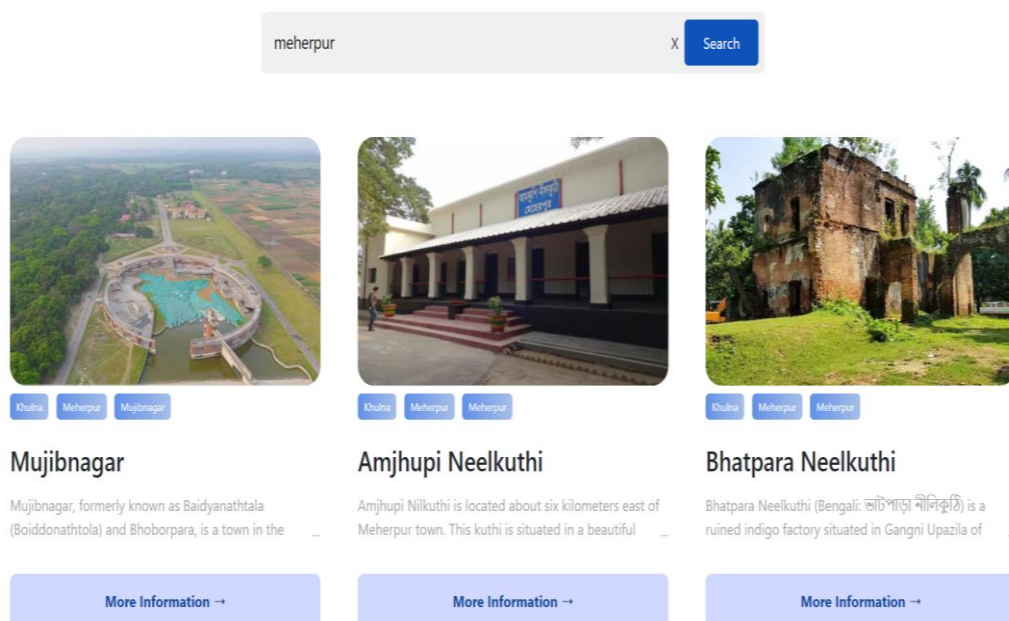 meherpur X Search
আমঝুপি নীলকুঠি
মেহেরপুর
Khulna Meherpur Mujibnagar
Khulna Meherpur Meherpur
Khulna Meherpur Meherpur
Mujibnagar
Amjhupi Neelkuthi
Bhatpara Neelkuthi
Mujibnagar, formerly known as Baidyanathtala
(Boiddonathtola) and Bhoborpara, is a town in the ...
Amjhupi Nilkuthi is located about six kilometers east of
Meherpur town. This kuthi is situated in a beautiful ...
Bhatpara Neelkuthi (Bengali: ভাটপাড়া নীলিকুঠি) is a
ruined indigo factory situated in Gangni Upazila of
More Information →
More Information →
More Information →